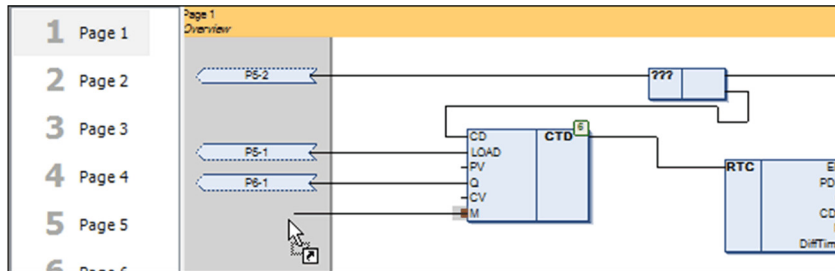 1 Page 1
2 Page 2
3 Page 3
4 Page 4
5 Page 5
Page 1
Overview
P5-2
???
6
CD
CTD
P5-1
LOAD
PV
P6-1
Q
CV
M
RTC
PD
CD
DiffTim